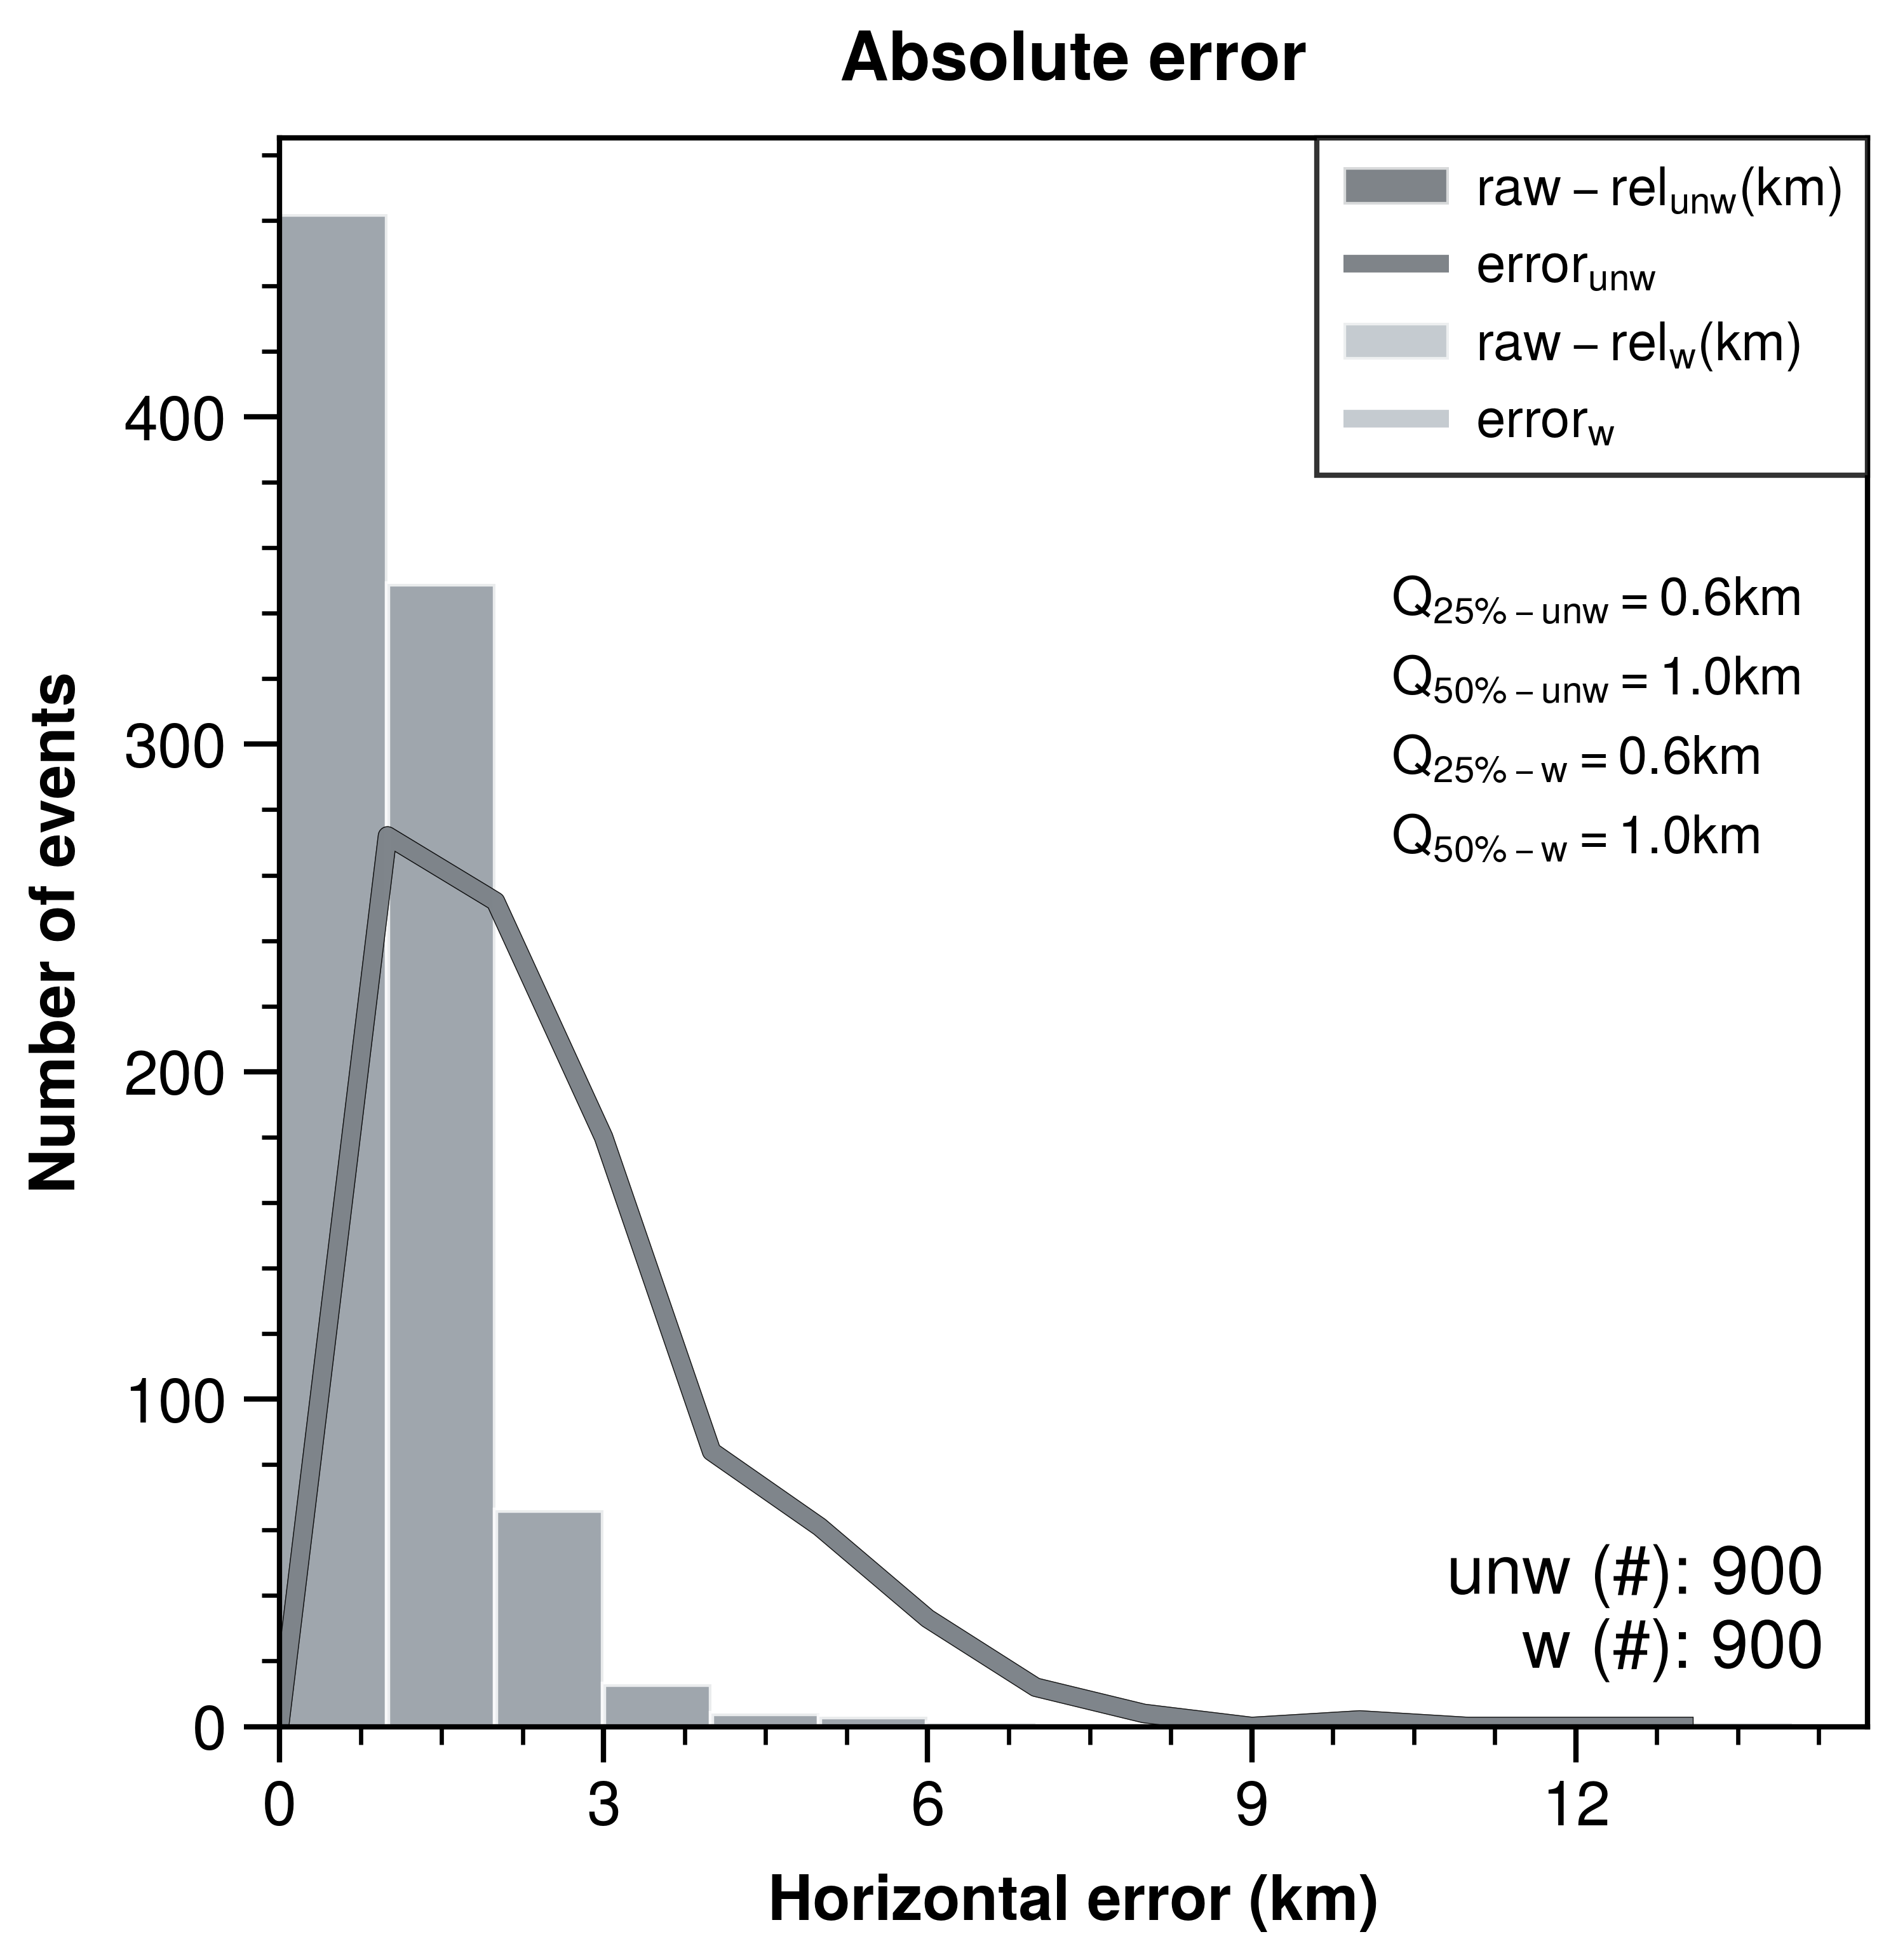 Absolute error
raw – rel_unw(km)
error_unw
raw – rel_w(km)
error_w
Q_25% – unw = 0.6km
Q_50% – unw = 1.0km
Q_25% – w = 0.6km
Q_50% – w = 1.0km
unw (#): 900
w (#): 900
Number of events
400
300
200
100
0
0 3 6 9 12
Horizontal error (km)